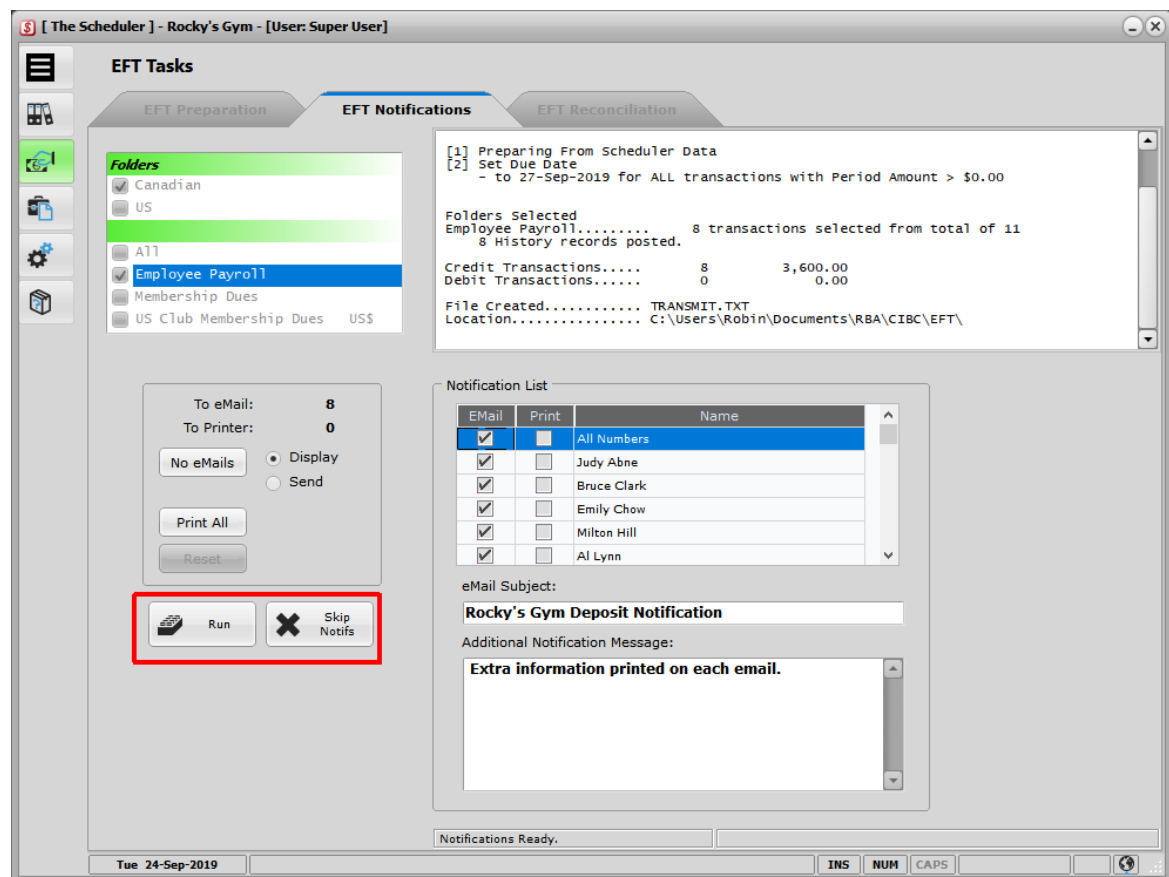 [ The Scheduler ] - Rocky's Gym - [User: Super User]
EFT Tasks
EFT Preparation
EFT Notifications
EFT Reconciliation
Folders
Canadian
US
All
Employee Payroll
Membership Dues
US Club Membership Dues US$
[1] Preparing From Scheduler Data
[2] Set Due Date
- to 27-Sep-2019 for ALL transactions with Period Amount > $0.00
Folders Selected
Employee Payroll......... 8 transactions selected from total of 11
8 History records posted.
Credit Transactions..... 8 3,600.00
Debit Transactions...... 0 0.00
File Created............ TRANSMIT.TXT
Location................ C:\Users\Robin\Documents\RBA\CIBC\EFT\
To eMail: 8
To Printer: 0
No eMails
Display
Send
Print All
Reset
Run
Skip
Notifs
Notification List
EMail Print Name
All Numbers
Judy Abne
Bruce Clark
Emily Chow
Milton Hill
Al Lynn
eMail Subject:
Rocky's Gym Deposit Notification
Additional Notification Message:
Extra information printed on each email.
Notifications Ready.
Tue 24-Sep-2019
INS NUM CAPS